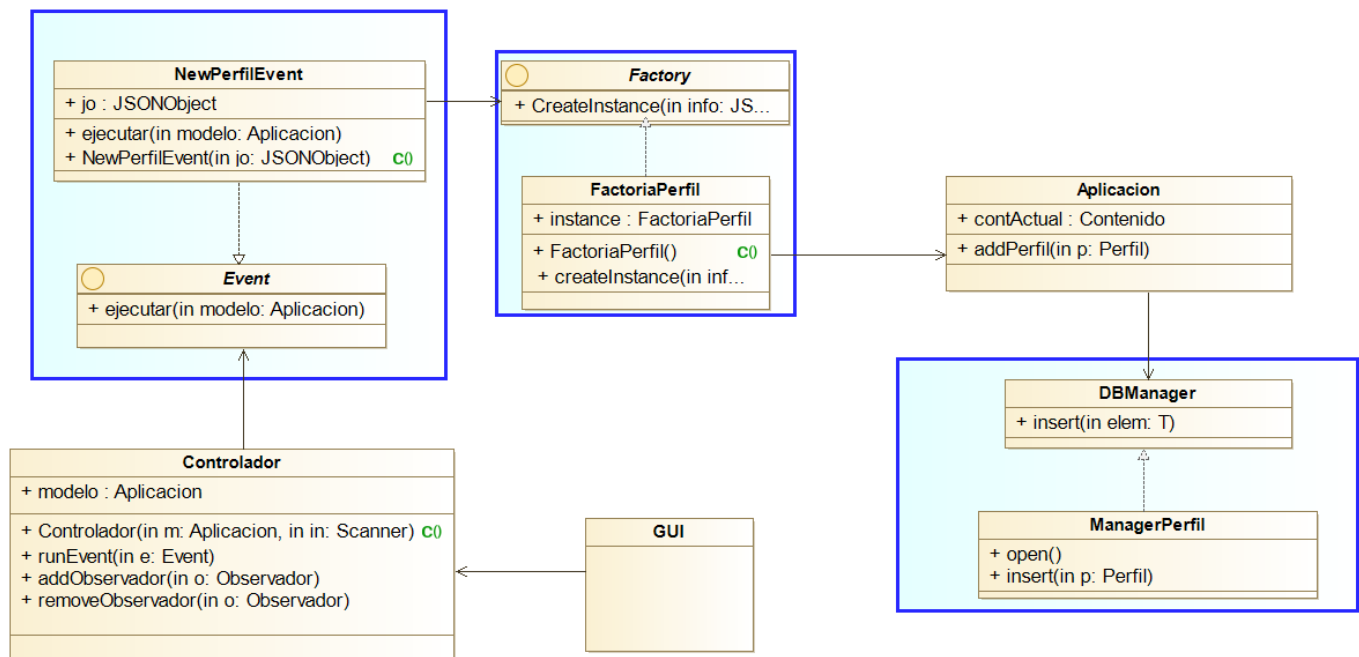 NewPerfilEvent
+ jo : JSONObject
+ ejecutar(in modelo: Aplicacion)
+ NewPerfilEvent(in jo: JSONObject) C()
Event
+ ejecutar(in modelo: Aplicacion)
Factory
+ CreateInstance(in info: JS...
FactoriaPerfil
+ instance : FactoriaPerfil
+ FactoriaPerfil() C()
+ createInstance(in inf...
Aplicacion
+ contActual : Contenido
+ addPerfil(in p: Perfil)
DBManager
+ insert(in elem: T)
ManagerPerfil
+ open()
+ insert(in p: Perfil)
Controlador
+ modelo : Aplicacion
+ Controlador(in m: Aplicacion, in in: Scanner) C()
+ runEvent(in e: Event)
+ addObservador(in o: Observador)
+ removeObservador(in o: Observador)
GUI